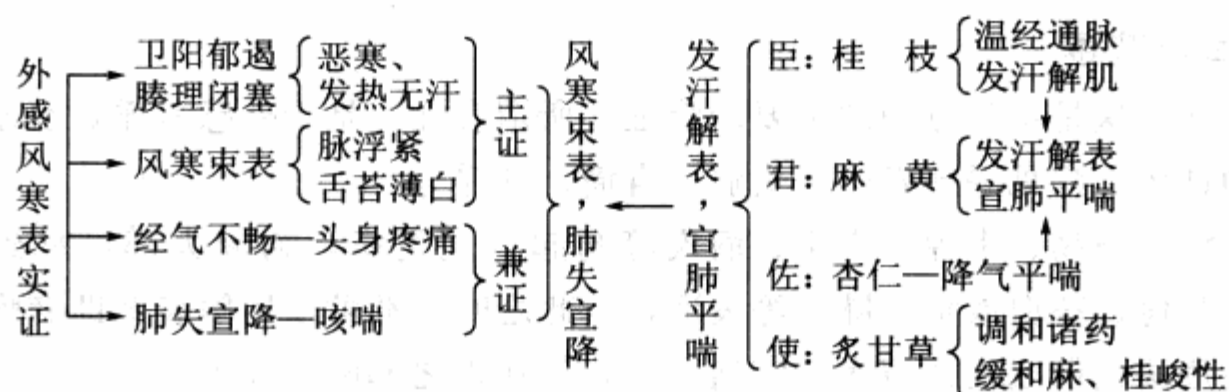 外感风寒表实证
卫阳郁遏
腠理闭塞
恶寒、
发热无汗
风寒束表
脉浮紧
舌苔薄白
主证
经气不畅—头身疼痛
肺失宣降—咳喘
兼证
风寒束表，肺失宣降
发汗解表，宣肺平喘
臣：桂 枝
温经通脉
发汗解肌
君：麻 黄
发汗解表
宣肺平喘
佐：杏仁—降气平喘
使：炙甘草
调和诸药
缓和麻、桂峻性